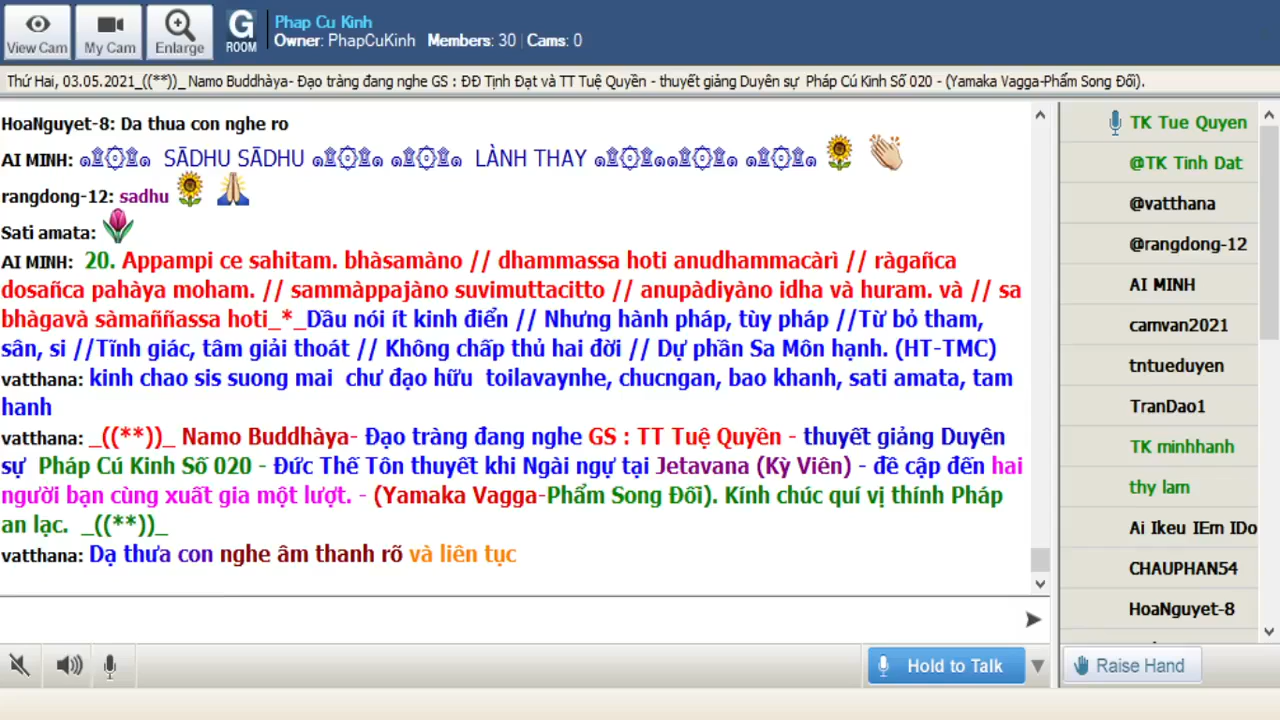 View Cam
My Cam
Enlarge
G
ROOM
Phap Cu Kinh
Owner: PhapCuKinh Members: 30 | Cams: 0
Thứ Hai, 03.05.2021_((**))_ Namo Buddhàya- Đạo tràng đang nghe GS : ĐĐ Tịnh Đạt và TT Tuệ Quyền - thuyết giảng Duyên sự Pháp Cú Kinh Số 020 - (Yamaka Vagga-Phẩm Song Đối).
HoaNguyet-8: Da thua con nghe ro
AI MINH: ๑۩۞۩๑ SĀDHU SĀDHU ๑۩۞۩๑ ๑۩۞۩๑ LÀNH THAY ๑۩۞۩๑๑۩۞۩๑ ๑۩۞۩๑ 🌻 👏
rangdong-12: sadhu 🌻 🙏
Sati amata: 🌷
AI MINH: 20. Appampi ce sahitam. bhàsamàno // dhammassa hoti anudhammacàrì // ràgañca
dosañca pahàya moham. // sammàppajàno suvimuttacitto // anupàdiyàno idha và huram. và // sa
bhàgavà sàmaññassa hoti_*_Dầu nói ít kinh điển // Nhưng hành pháp, tùy pháp //Từ bỏ tham,
sân, si //Tĩnh giác, tâm giải thoát // Không chấp thủ hai đời // Dự phần Sa Môn hạnh. (HT-TMC)
vatthana: kinh chao sis suong mai chư đạo hữu toilavaynhe, chucngan, bao khanh, sati amata, tam
hanh
vatthana: _((**))_ Namo Buddhàya- Đạo tràng đang nghe GS : TT Tuệ Quyền - thuyết giảng Duyên
sự Pháp Cú Kinh Số 020 - Đức Thế Tôn thuyết khi Ngài ngự tại Jetavana (Kỳ Viên) - đề cập đến hai
người bạn cùng xuất gia một lượt. - (Yamaka Vagga-Phẩm Song Đối). Kính chúc quí vị thính Pháp
an lạc. _((**))_
vatthana: Dạ thưa con nghe âm thanh rõ và liên tục
Hold to Talk
TK Tue Quyen
@TK Tinh Dat
@vatthana
@rangdong-12
AI MINH
camvan2021
tntueduyen
TranDao1
TK minhhanh
thy lam
Ai Ikeu IEm IDo
CHAUPHAN54
HoaNguyet-8
Raise Hand